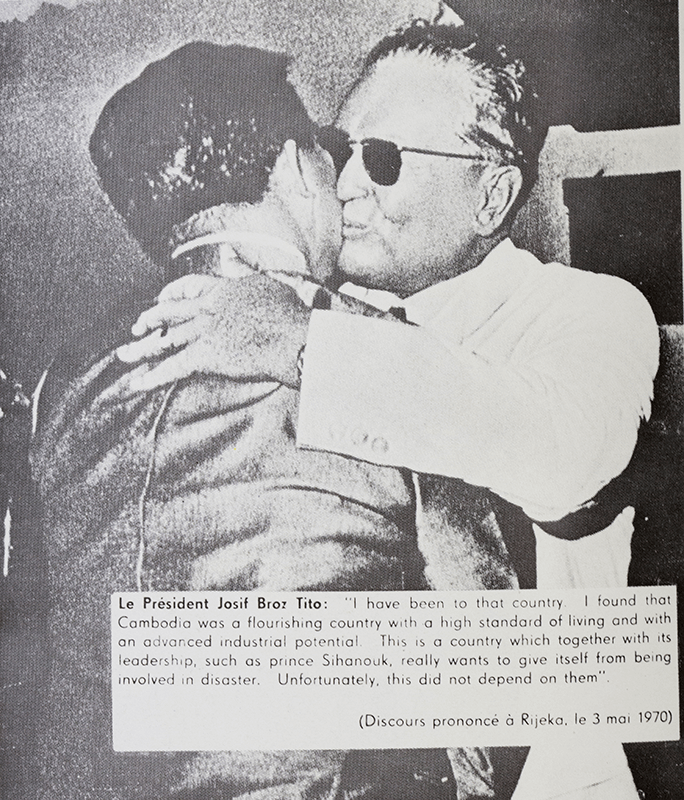 Le Président Josif Broz Tito: "I have been to that country. I found that
Cambodia was a flourishing country with a high standard of living and with
an advanced industrial potential. This is a country which together with its
leadership, such as prince Sihanouk, really wants to give itself from being
involved in disaster. Unfortunately, this did not depend on them".
(Discours prononcé à Rijeka, le 3 mai 1970)